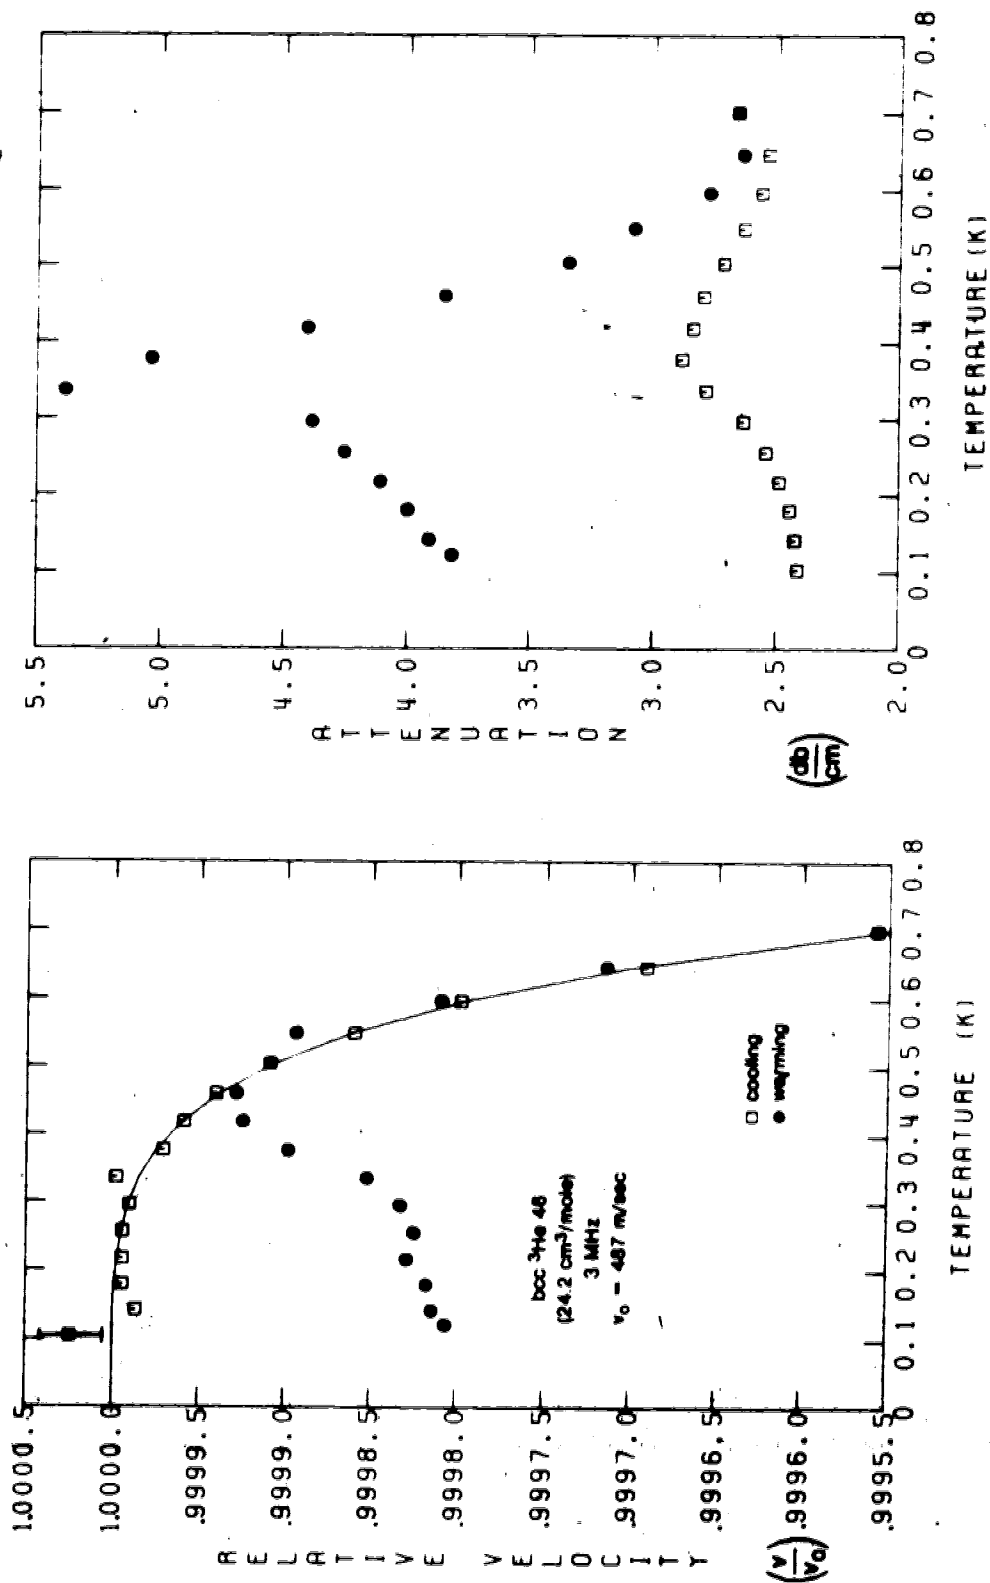 1.0000.5
1.0000.0
.9999.5
.9999.0
.9998.5
.9998.0
.9997.5
.9997.0
.9996.5
.9996.0
.9995.5
RELATIVE VELOCITY
(v/v₀)
0 0.1 0.2 0.3 0.4 0.5 0.6 0.7 0.8
TEMPERATURE (K)
bcc ³He 46
(24.2 cm³/mole)
3 MHz
v₀ = 487 m/sec
cooling
warming
5.5
5.0
4.5
4.0
3.5
3.0
2.5
2.0
ATTENUATION
(db/cm)
0 0.1 0.2 0.3 0.4 0.5 0.6 0.7 0.8
TEMPERATURE (K)